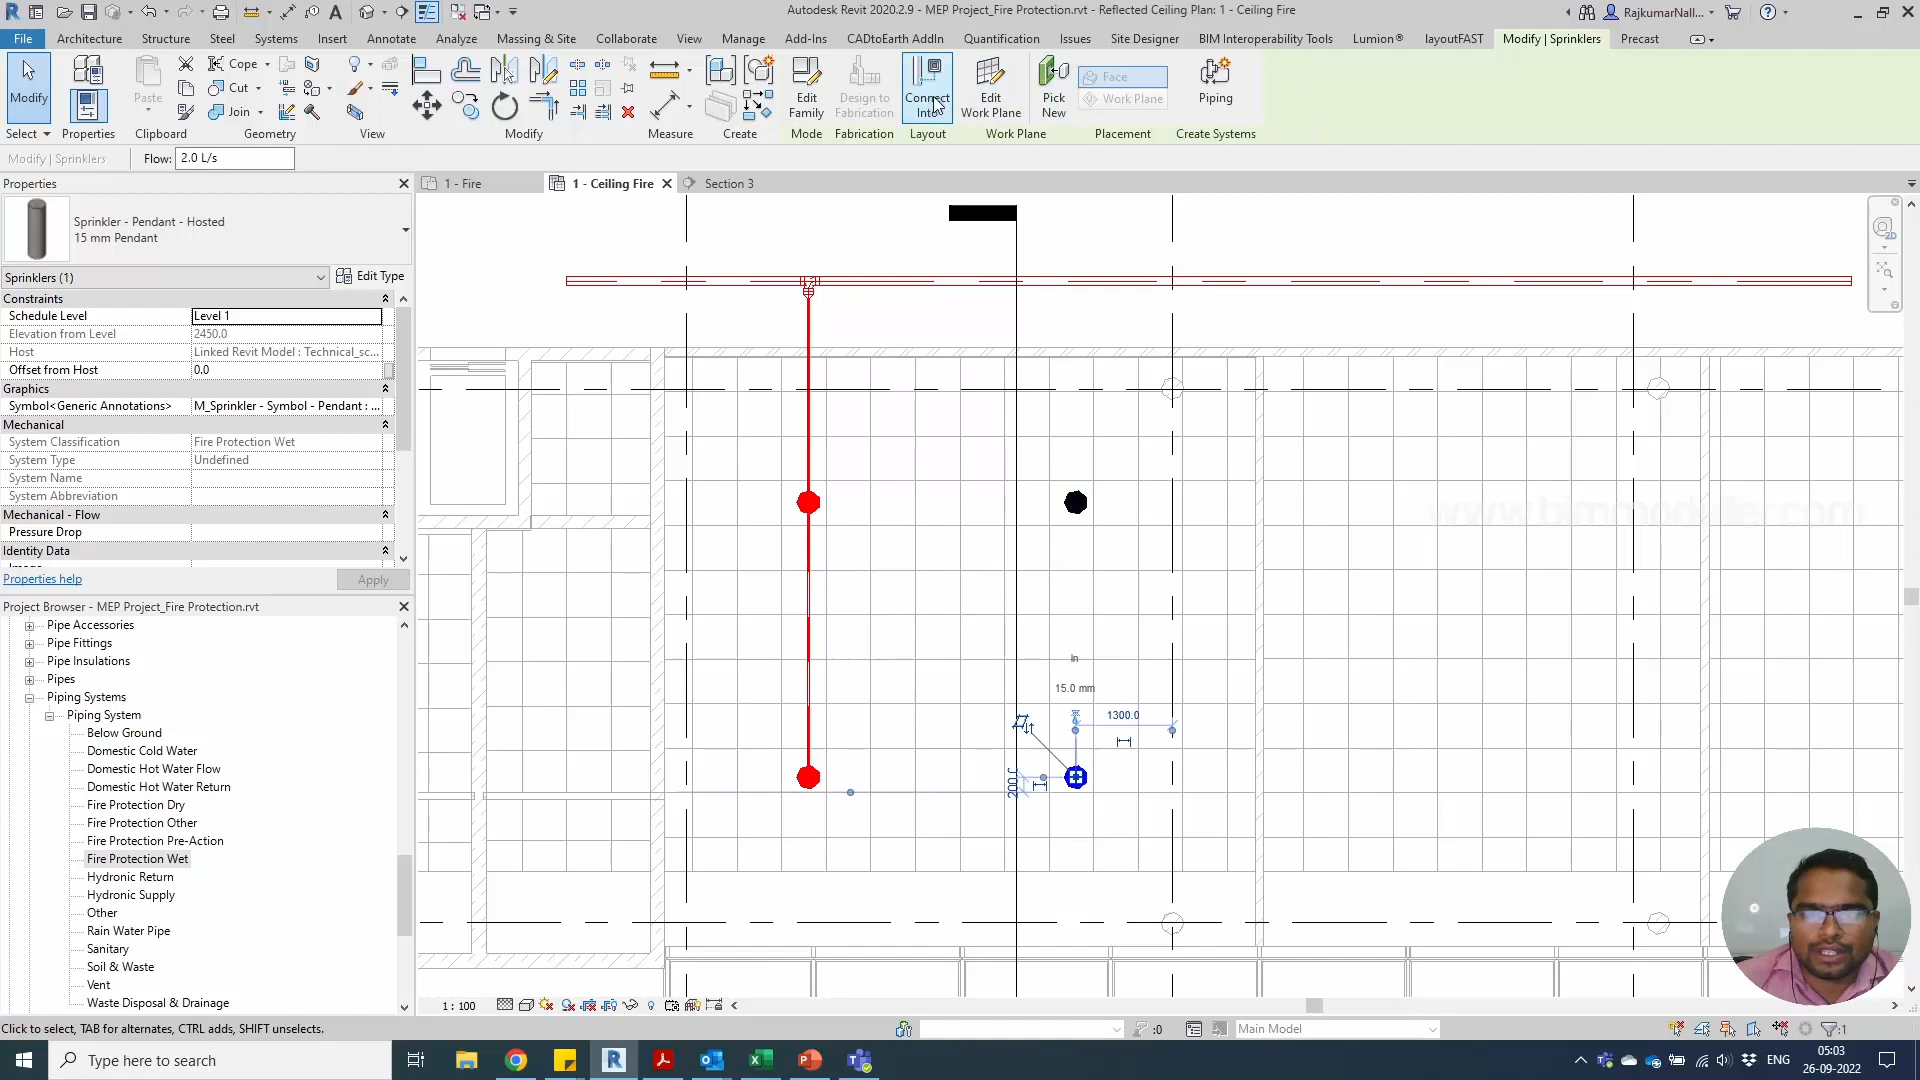 Autodesk Revit 2020.2.9 - MEP Project_Fire Protection.rvt - Reflected Ceiling Plan: 1 - Ceiling Fire
RajkumarNall...
File Architecture Structure Steel Systems Insert Annotate Analyze Massing & Site Collaborate View Manage Add-Ins CADtoEarth AddIn Quantification Issues Site Designer BIM Interoperability Tools Lumion® layoutFAST Modify | Sprinklers Precast
Modify
Properties
Paste
Cope
Cut
Join
Edit Family
Design to Fabrication
Connect Into
Edit Work Plane
Pick New
Face
Work Plane
Piping
Select Properties Clipboard Geometry View Modify Measure Create Mode Fabrication Layout Work Plane Placement Create Systems
Modify | Sprinklers Flow: 2.0 L/s
Properties
1 - Fire 1 - Ceiling Fire Section 3
Sprinkler - Pendant - Hosted
15 mm Pendant
Sprinklers (1) Edit Type
Constraints
Schedule Level Level 1
Elevation from Level 2450.0
Host Linked Revit Model : Technical_sc...
Offset from Host 0.0
Graphics
Symbol<Generic Annotations> M_Sprinkler - Symbol - Pendant : ...
Mechanical
System Classification Fire Protection Wet
System Type Undefined
System Name
System Abbreviation
Mechanical - Flow
Pressure Drop
Identity Data
Properties help Apply
Project Browser - MEP Project_Fire Protection.rvt
Pipe Accessories
Pipe Fittings
Pipe Insulations
Pipes
Piping Systems
Piping System
Below Ground
Domestic Cold Water
Domestic Hot Water Flow
Domestic Hot Water Return
Fire Protection Dry
Fire Protection Other
Fire Protection Pre-Action
Fire Protection Wet
Hydronic Return
Hydronic Supply
Other
Rain Water Pipe
Sanitary
Soil & Waste
Vent
Waste Disposal & Drainage
In
15.0 mm
1300.0
200.0
2D
1 : 100
Click to select, TAB for alternates, CTRL adds, SHIFT unselects.
:0
Main Model
:1
Type here to search
ENG
05:03
26-09-2022